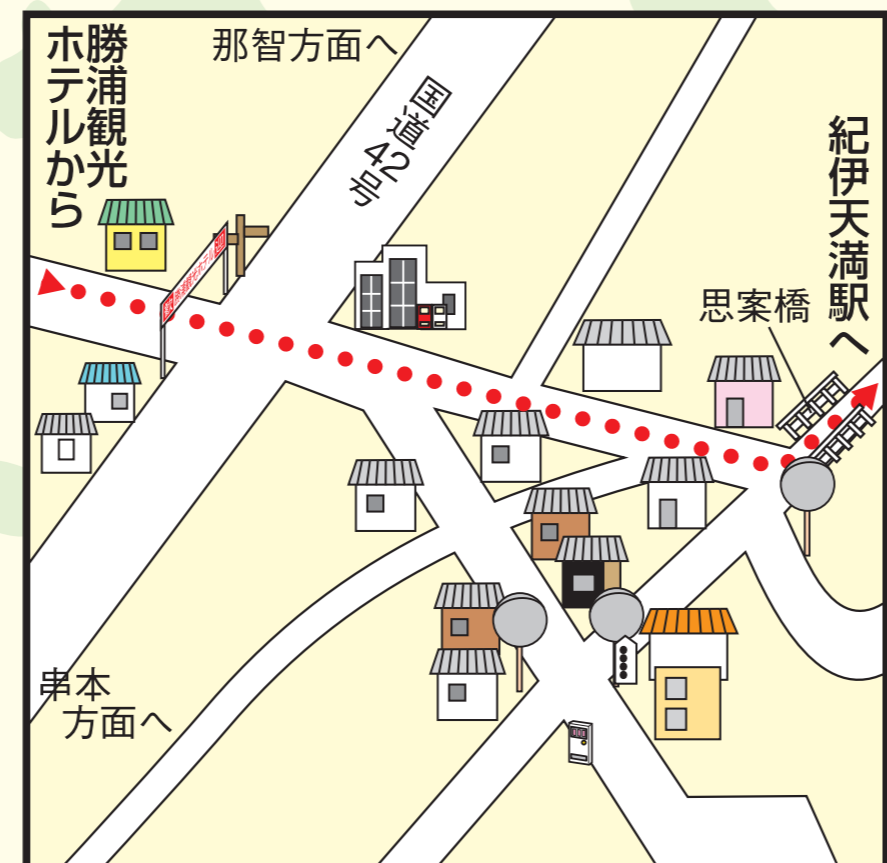 勝浦観光
ホテルから
那智方面へ
国道42号
紀伊天満駅へ
思案橋
串本
方面へ